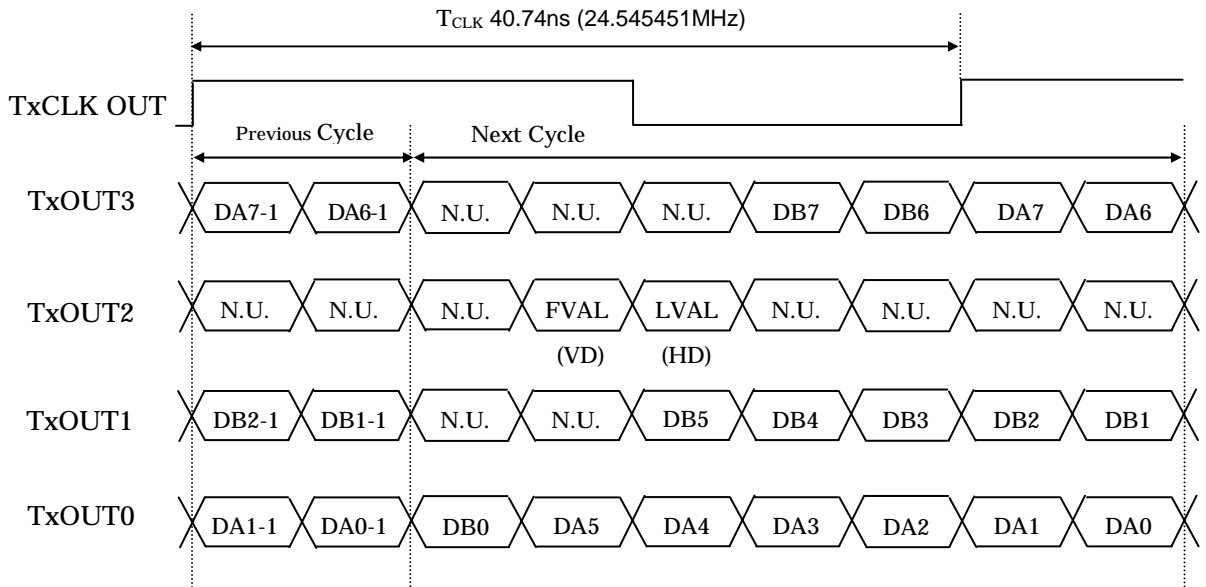 TCLK 40.74ns (24.545451MHz)
TxCLK OUT
Previous Cycle Next Cycle
TxOUT3 DA7-1 DA6-1 N.U. N.U. N.U. DB7 DB6 DA7 DA6
TxOUT2 N.U. N.U. N.U. FVAL LVAL N.U. N.U. N.U. N.U.
(VD) (HD)
TxOUT1 DB2-1 DB1-1 N.U. N.U. DB5 DB4 DB3 DB2 DB1
TxOUT0 DA1-1 DA0-1 DB0 DA5 DA4 DA3 DA2 DA1 DA0